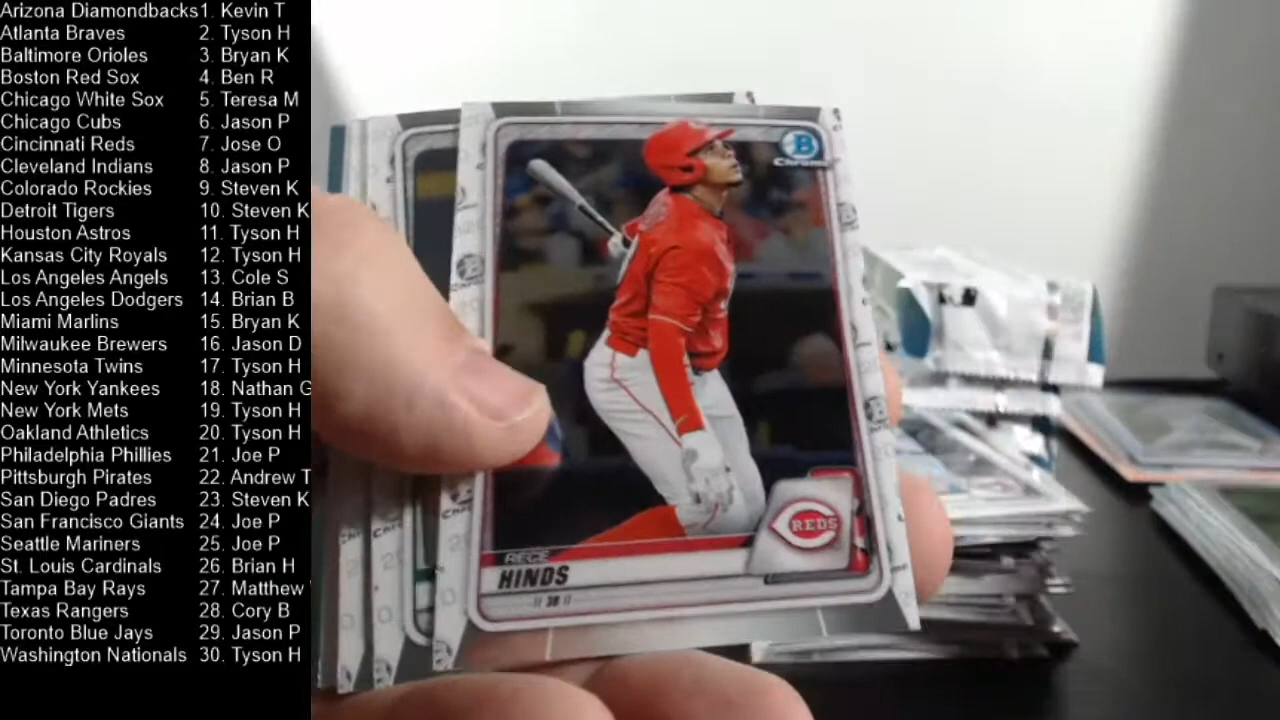 Arizona Diamondbacks 1. Kevin T
Atlanta Braves 2. Tyson H
Baltimore Orioles 3. Bryan K
Boston Red Sox 4. Ben R
Chicago White Sox 5. Teresa M
Chicago Cubs 6. Jason P
Cincinnati Reds 7. Jose O
Cleveland Indians 8. Jason P
Colorado Rockies 9. Steven K
Detroit Tigers 10. Steven K
Houston Astros 11. Tyson H
Kansas City Royals 12. Tyson H
Los Angeles Angels 13. Cole S
Los Angeles Dodgers 14. Brian B
Miami Marlins 15. Bryan K
Milwaukee Brewers 16. Jason D
Minnesota Twins 17. Tyson H
New York Yankees 18. Nathan G
New York Mets 19. Tyson H
Oakland Athletics 20. Tyson H
Philadelphia Phillies 21. Joe P
Pittsburgh Pirates 22. Andrew T
San Diego Padres 23. Steven K
San Francisco Giants 24. Joe P
Seattle Mariners 25. Joe P
St. Louis Cardinals 26. Brian H
Tampa Bay Rays 27. Matthew
Texas Rangers 28. Cory B
Toronto Blue Jays 29. Jason P
Washington Nationals 30. Tyson H
B
Chrome
REDS
RECE
HINDS
// 3B //